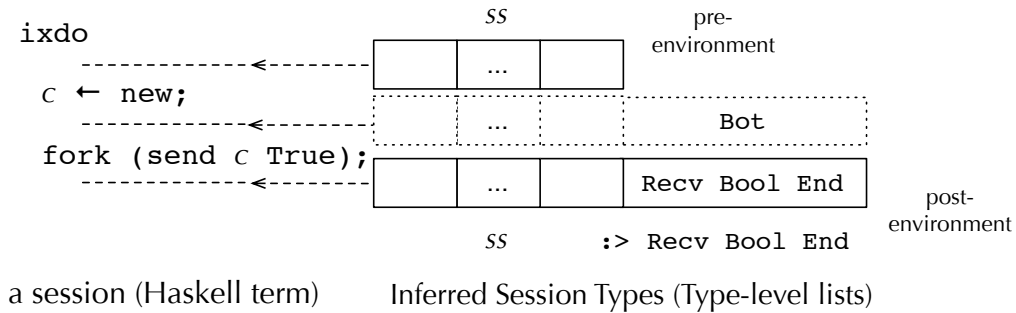 ss
pre-
environment
ixdo
...
c ← new;
... Bot
fork (send c True);
... Recv Bool End
post-
environment
ss :> Recv Bool End
a session (Haskell term) Inferred Session Types (Type-level lists)